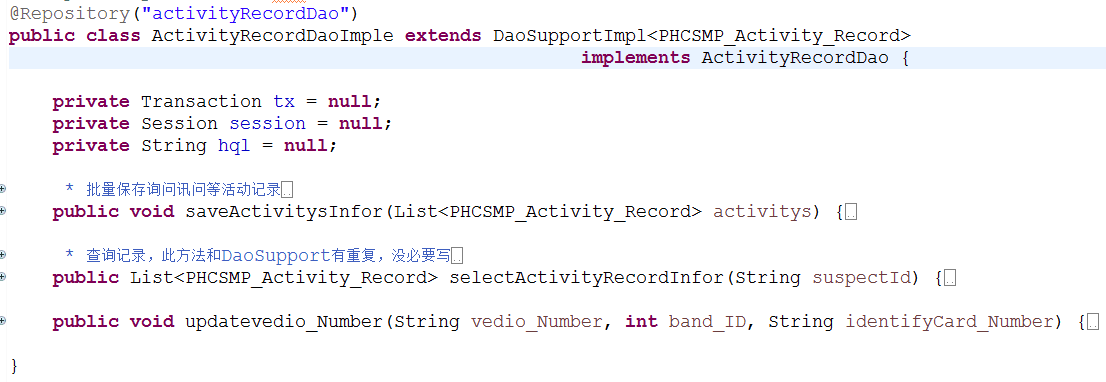 @Repository("activityRecordDao")
public class ActivityRecordDaoImple extends DaoSupportImpl<PHCSMP_Activity_Record>
implements ActivityRecordDao {
private Transaction tx = null;
private Session session = null;
private String hql = null;
* 批量保存询问讯问等活动记录
public void saveActivitysInfor(List<PHCSMP_Activity_Record> activitys) {
* 查询记录，此方法和DaoSupport有重复，没必要写
public List<PHCSMP_Activity_Record> selectActivityRecordInfor(String suspectId) {
public void updatevedio_Number(String vedio_Number, int band_ID, String identifyCard_Number) {
}